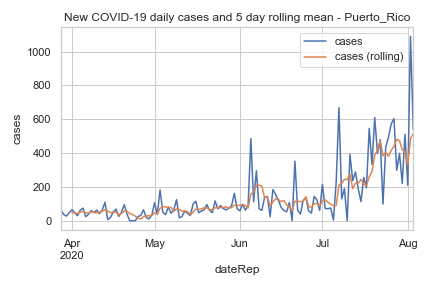 New COVID-19 daily cases and 5 day rolling mean - Puerto_Rico
cases
cases (rolling)
1000
800
600
400
200
0
cases
Apr
2020
May
Jun
Jul
Aug
dateRep